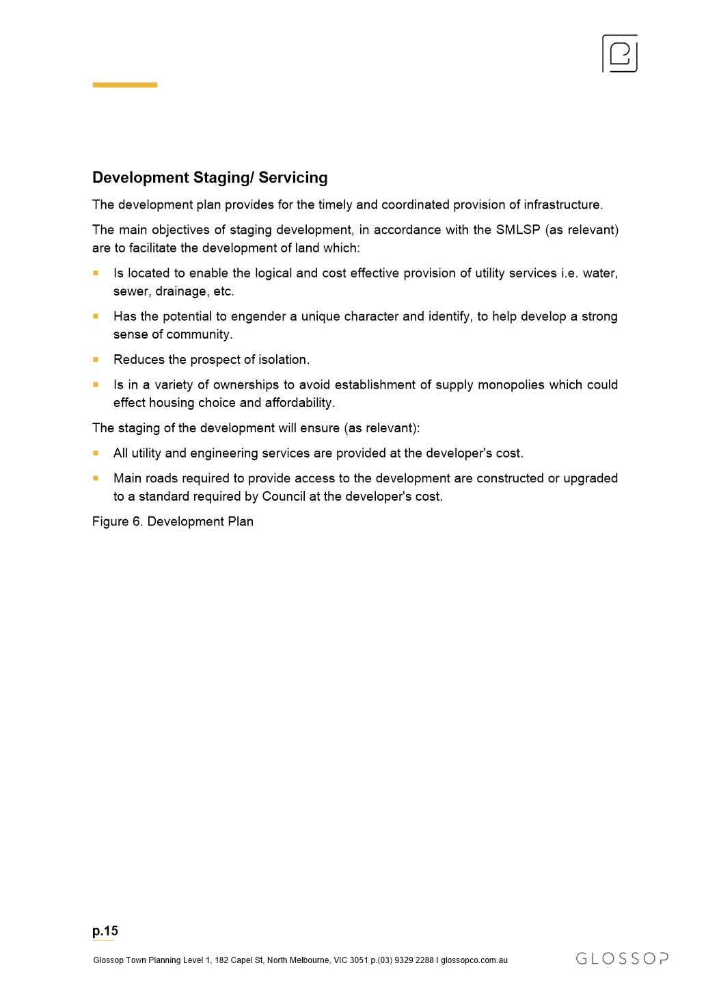 Development Staging/ Servicing
The development plan provides for the timely and coordinated provision of infrastructure.
The main objectives of staging development, in accordance with the SMLSP (as relevant)
are to facilitate the development of land which:
Is located to enable the logical and cost effective provision of utility services i.e. water,
sewer, drainage, etc.
Has the potential to engender a unique character and identify, to help develop a strong
sense of community.
Reduces the prospect of isolation.
Is in a variety of ownerships to avoid establishment of supply monopolies which could
effect housing choice and affordability.
The staging of the development will ensure (as relevant):
All utility and engineering services are provided at the developer's cost.
Main roads required to provide access to the development are constructed or upgraded
to a standard required by Council at the developer's cost.
Figure 6. Development Plan
p.15
Glossop Town Planning Level 1, 182 Capel St, North Melbourne, VIC 3051 p.(03) 9329 2288 I glossopco.com.au
GLOSSOP